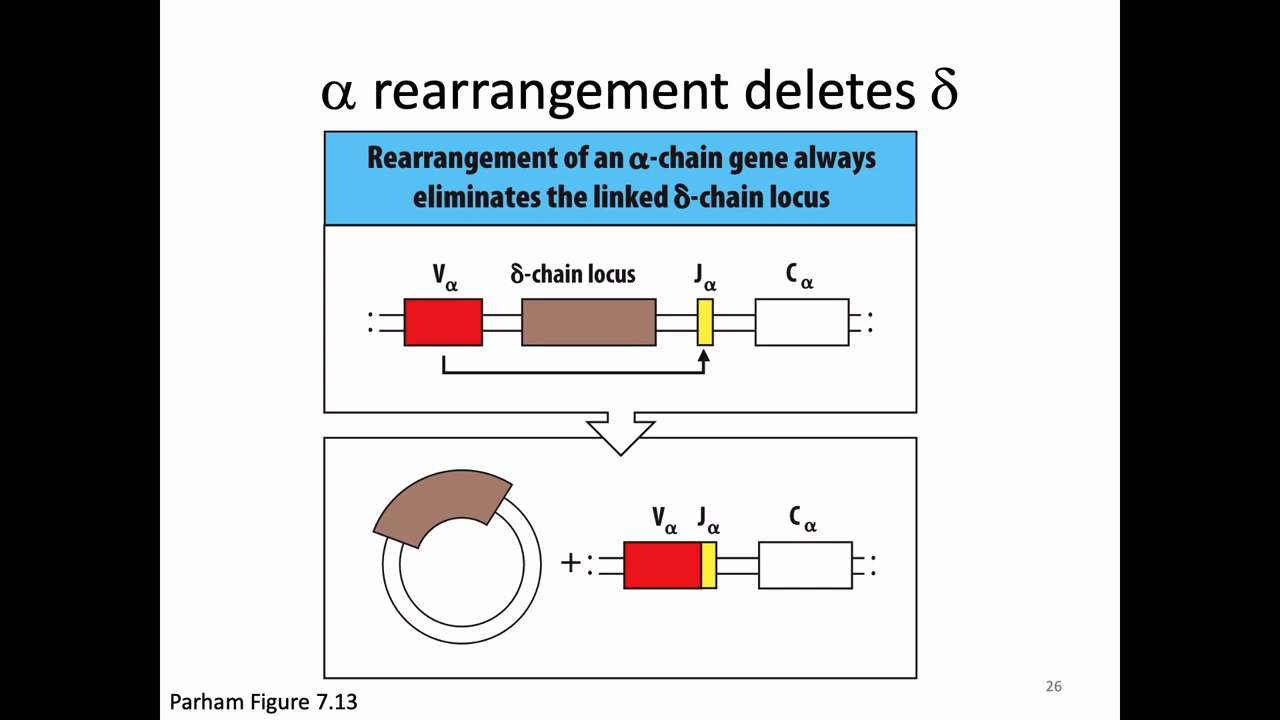 α rearrangement deletes δ
Rearrangement of an α-chain gene always
eliminates the linked δ-chain locus
Vα δ-chain locus Jα Cα
+
Vα Jα Cα
Parham Figure 7.13
26